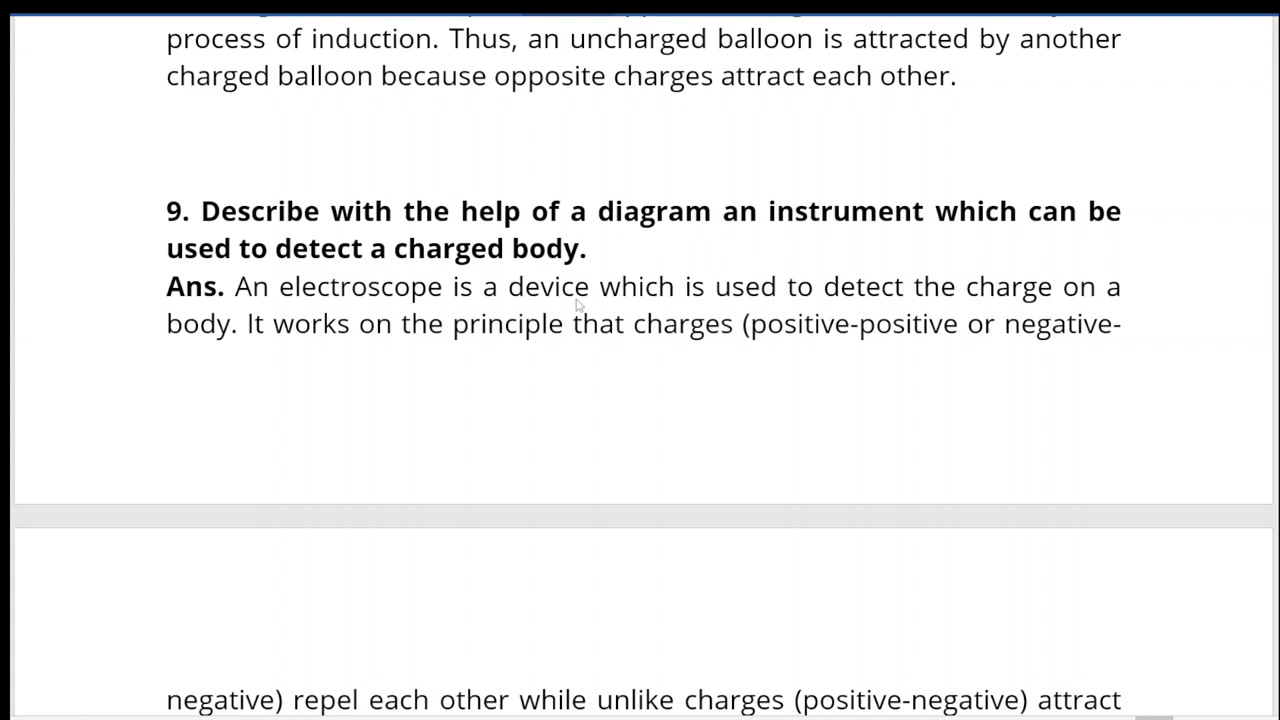 process of induction. Thus, an uncharged balloon is attracted by another
charged balloon because opposite charges attract each other.
9. Describe with the help of a diagram an instrument which can be
used to detect a charged body.
Ans. An electroscope is a device which is used to detect the charge on a
body. It works on the principle that charges (positive-positive or negative-
negative) repel each other while unlike charges (positive-negative) attract